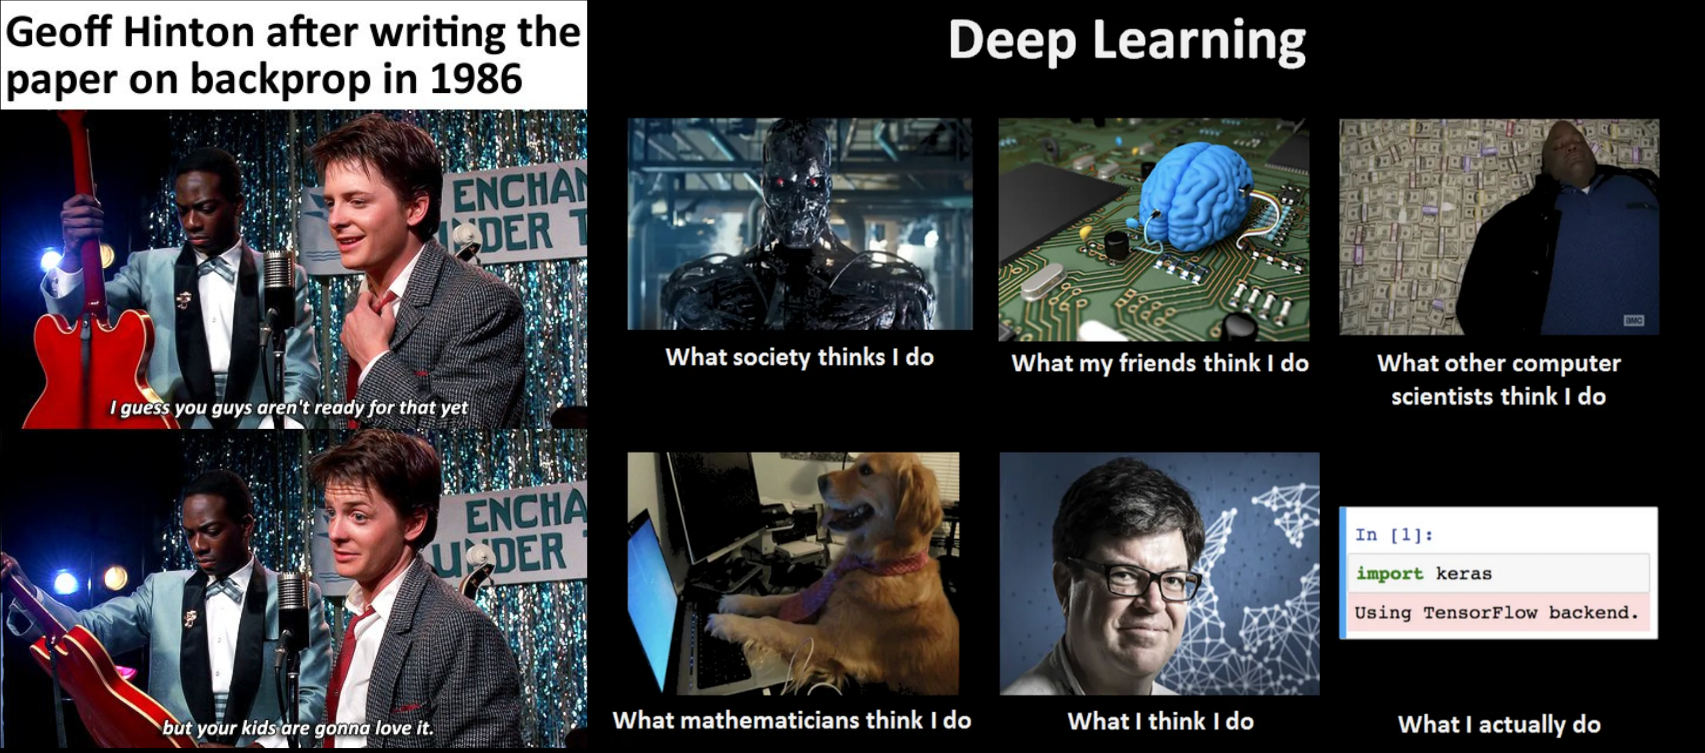 Geoff Hinton after writing the
paper on backprop in 1986
ENCHAN
UNDER T
I guess you guys aren't ready for that yet
ENCHA
UNDER
but your kids are gonna love it.
Deep Learning
What society thinks I do
What my friends think I do
amc
What other computer
scientists think I do
What mathematicians think I do
What I think I do
In [1]:
import keras
Using TensorFlow backend.
What I actually do